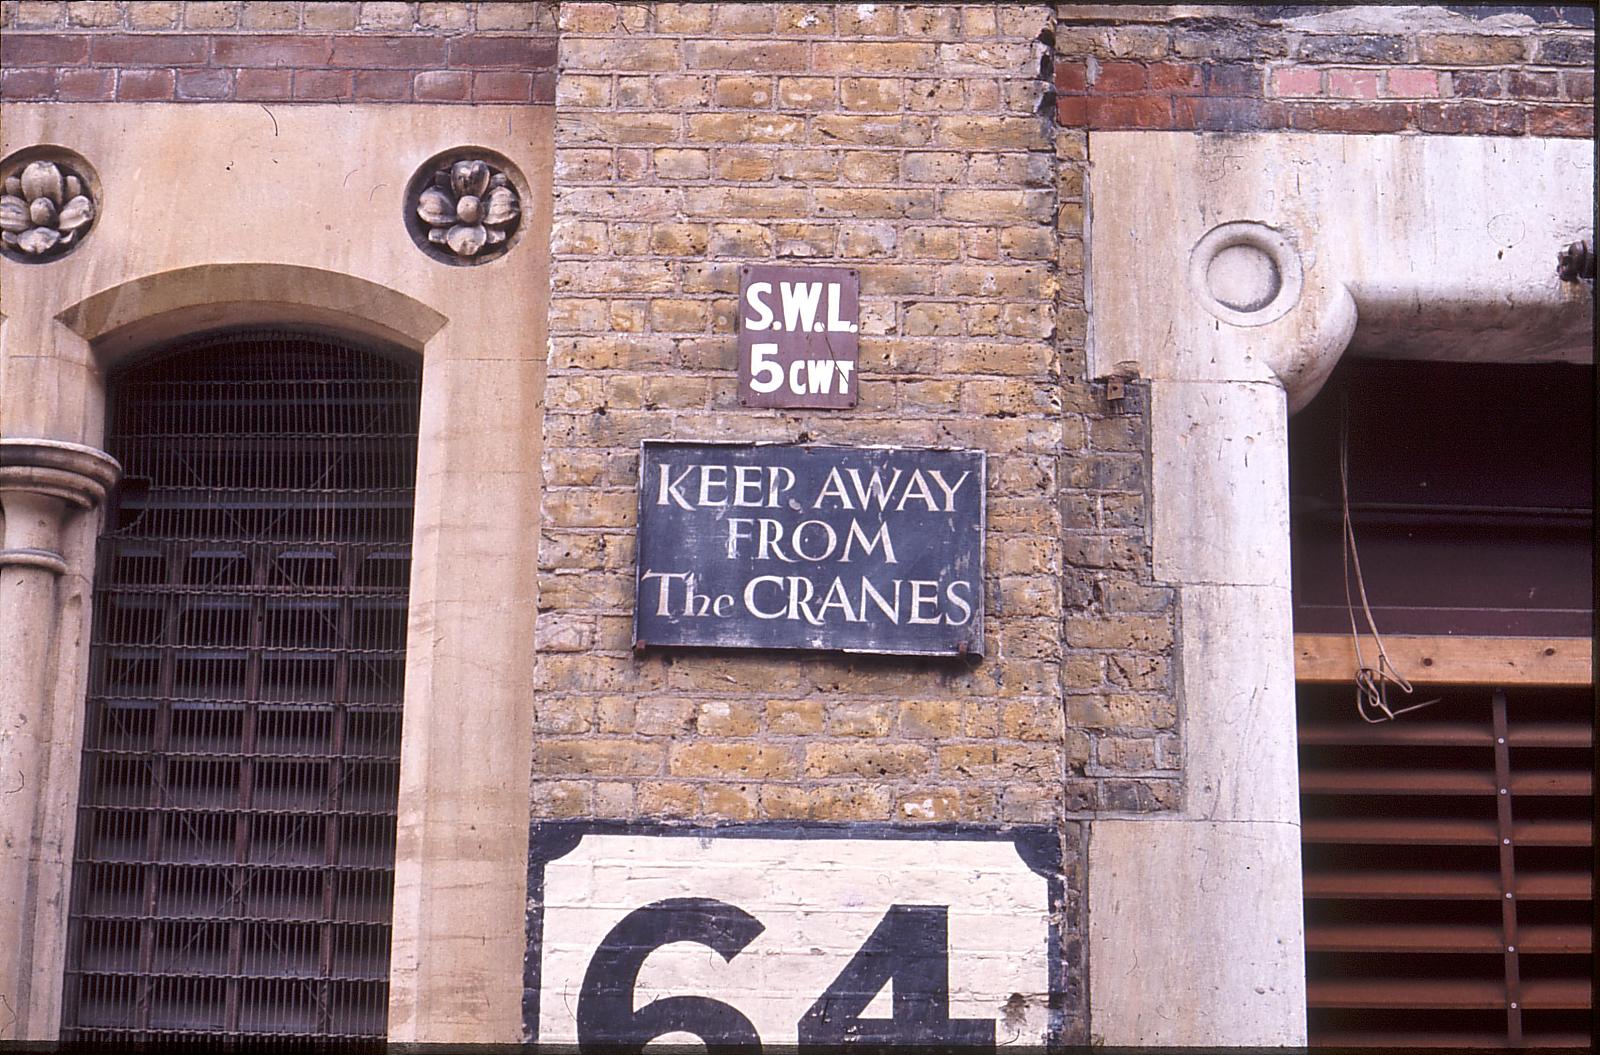 S.W.L.
5 CWT
KEEP AWAY
FROM
The CRANES
64